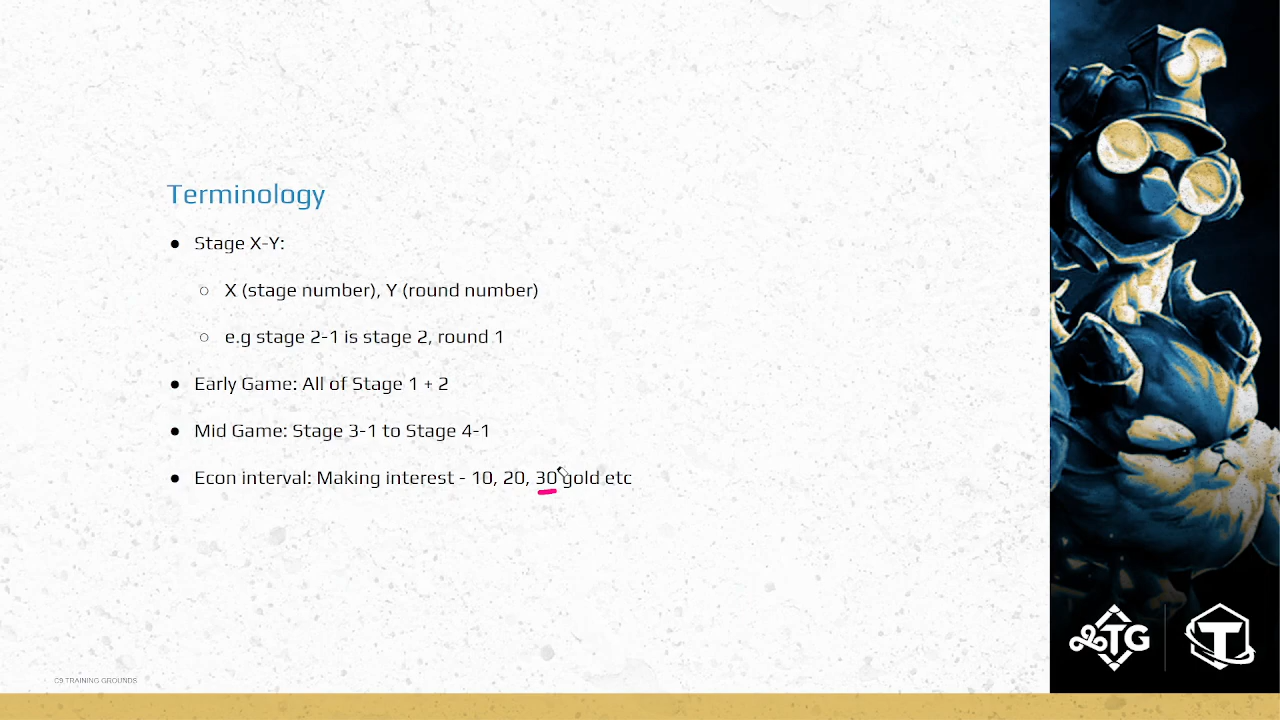 Terminology
● Stage X-Y:
○ X (stage number), Y (round number)
○ e.g stage 2-1 is stage 2, round 1
● Early Game: All of Stage 1 + 2
● Mid Game: Stage 3-1 to Stage 4-1
● Econ interval: Making interest - 10, 20, 30 gold etc
TG
T
C9 TRAINING GROUNDS